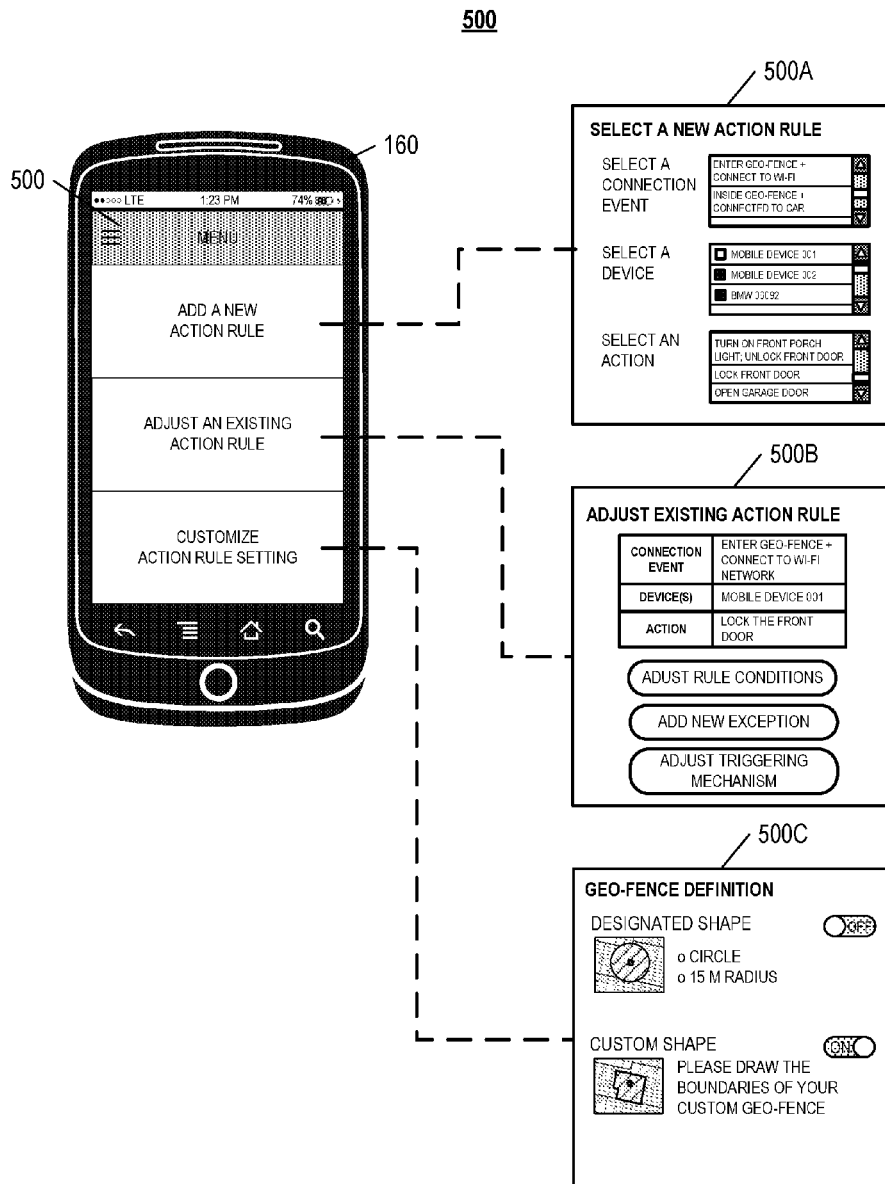 500
160
500
LTE
1:23 PM
74%
MENU
ADD A NEW
ACTION RULE
ADJUST AN EXISTING
ACTION RULE
CUSTOMIZE
ACTION RULE SETTING
500A
SELECT A NEW ACTION RULE
SELECT A
CONNECTION
EVENT
ENTER GEO-FENCE +
CONNECT TO WI-FI
INSIDE GEO-FENCE +
CONNECTED TO CAR
SELECT A
DEVICE
MOBILE DEVICE 001
MOBILE DEVICE 002
BMW 00092
SELECT AN
ACTION
TURN ON FRONT PORCH
LIGHT; UNLOCK FRONT DOOR
LOCK FRONT DOOR
OPEN GARAGE DOOR
500B
ADJUST EXISTING ACTION RULE
CONNECTION
EVENT
ENTER GEO-FENCE +
CONNECT TO WI-FI
NETWORK
DEVICE(S)
MOBILE DEVICE 001
ACTION
LOCK THE FRONT
DOOR
ADUST RULE CONDITIONS
ADD NEW EXCEPTION
ADJUST TRIGGERING
MECHANISM
500C
GEO-FENCE DEFINITION
DESIGNATED SHAPE
OFF
o CIRCLE
o 15 M RADIUS
CUSTOM SHAPE
ON
PLEASE DRAW THE
BOUNDARIES OF YOUR
CUSTOM GEO-FENCE